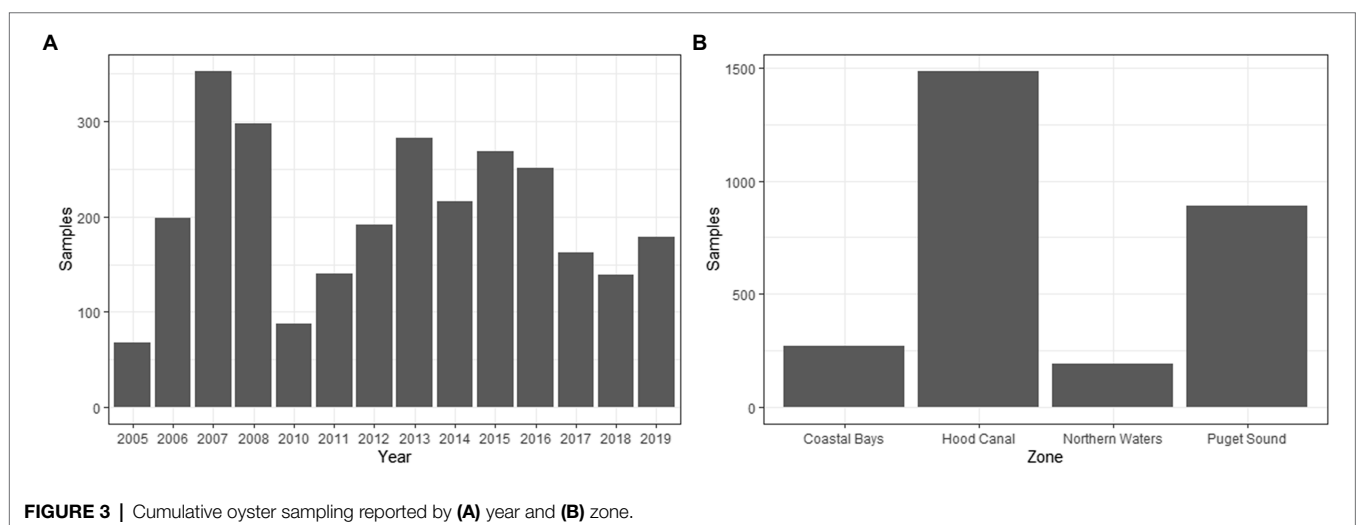 A
300
200
100
0
Samples
2005 2006 2007 2008 2010 2011 2012 2013 2014 2015 2016 2017 2018 2019
Year
B
1500
1000
500
0
Samples
Coastal Bays Hood Canal Northern Waters Puget Sound
Zone
FIGURE 3 | Cumulative oyster sampling reported by (A) year and (B) zone.